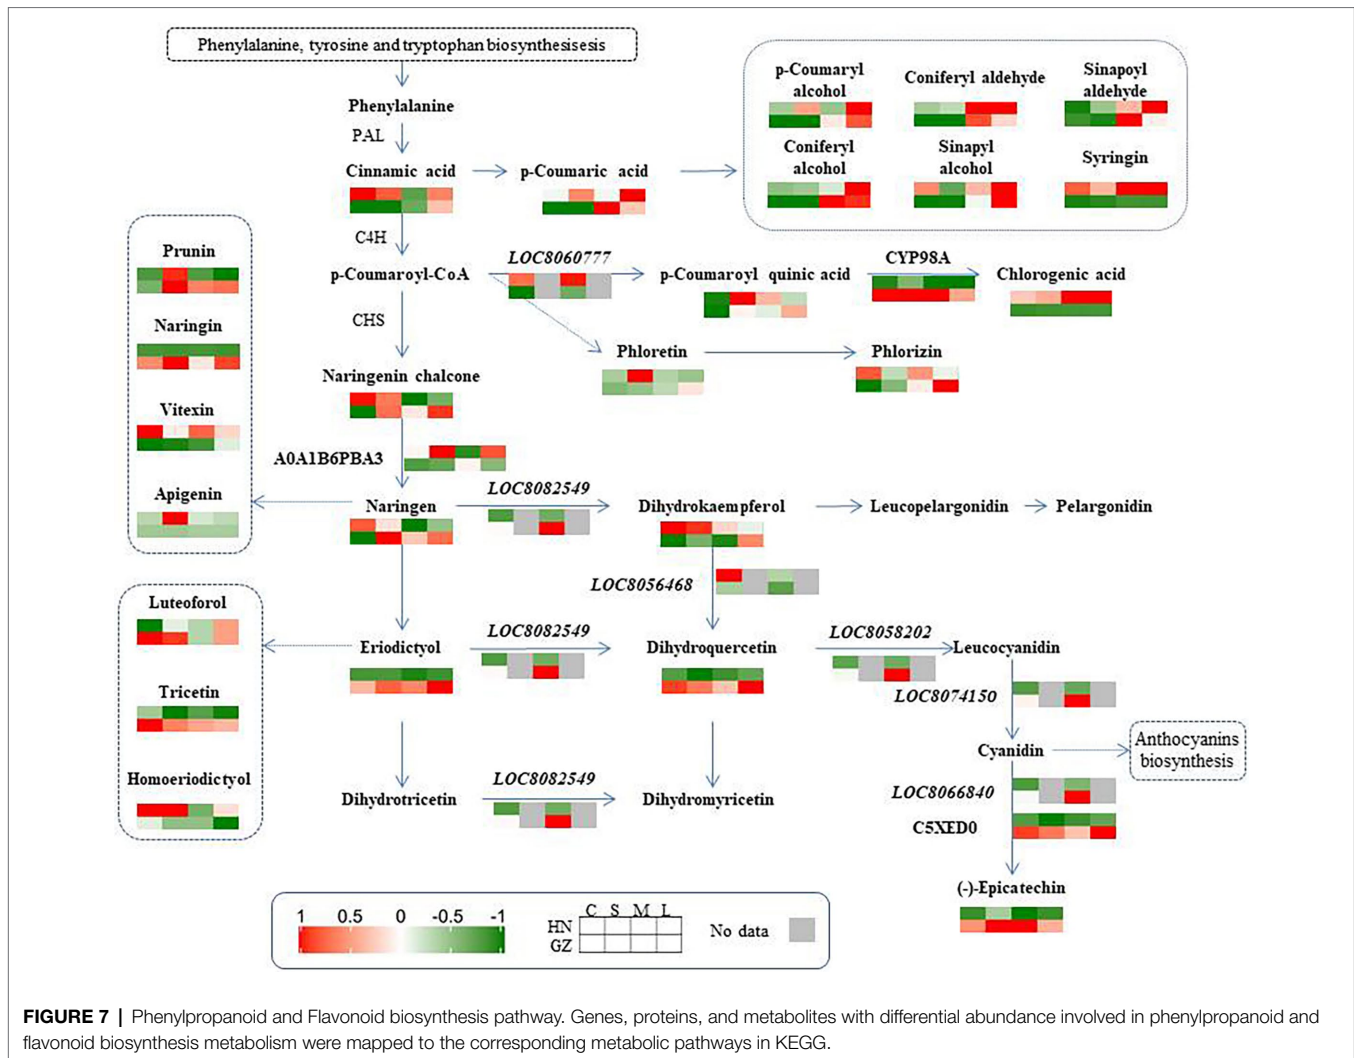 Phenylalanine, tyrosine and tryptophan biosynthesisesis
Phenylalanine
PAL
Cinnamic acid
p-Coumaric acid
p-Coumaryl
alcohol
Coniferyl aldehyde
Sinapoyl
aldehyde
Coniferyl
alcohol
Sinapyl
alcohol
Syringin
C4H
p-Coumaroyl-CoA
LOC8060777
p-Coumaroyl quinic acid
CYP98A
Chlorogenic acid
CHS
Phloretin
Phlorizin
Naringenin chalcone
A0A1B6PBA3
Prunin
Naringin
Vitexin
Apigenin
Naringen
LOC8082549
Dihydrokaempferol
Leucopelargonidin
Pelargonidin
LOC8056468
Luteoforol
Tricetin
Homoeriodictyol
Eriodictyol
LOC8082549
Dihydroquercetin
LOC8058202
Leucocyanidin
LOC8074150
Cyanidin
Anthocyanins
biosynthesis
Dihydrotricetin
LOC8082549
Dihydromyricetin
LOC8066840
C5XED0
(-)-Epicatechin
1 0.5 0 -0.5 -1
C S M L
HN
GZ
No data
FIGURE 7 | Phenylpropanoid and Flavonoid biosynthesis pathway. Genes, proteins, and metabolites with differential abundance involved in phenylpropanoid and
flavonoid biosynthesis metabolism were mapped to the corresponding metabolic pathways in KEGG.